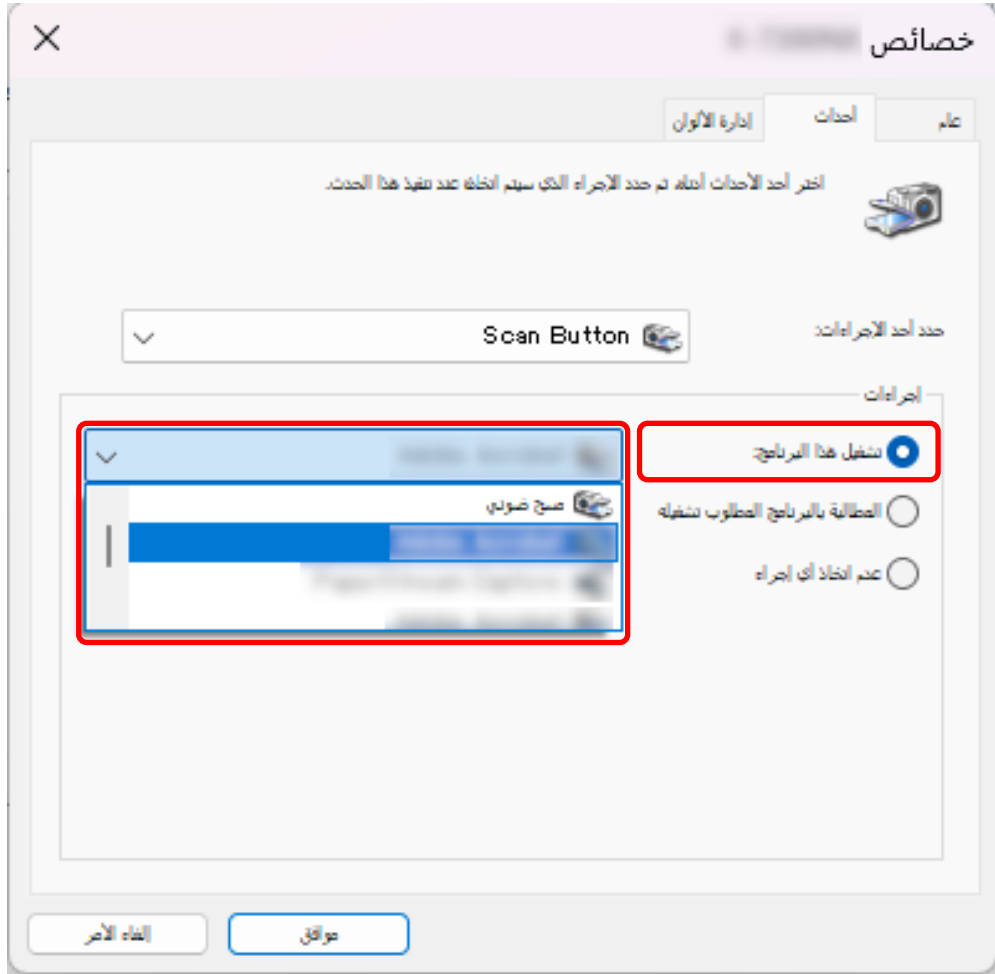 خصائص
عام
أحداث
إدارة الألوان
اختر أحد الأحداث أدناه، ثم حدد الإجراء الذي سيتم اتخاذه عند تنفيذ هذا الحدث.
حدد أحد الإجراءات:
Scan Button
إجراءات
تشغيل هذا البرنامج:
مسح ضوئي
المطالبة بالبرنامج المطلوب تشغيله
عدم اتخاذ أي إجراء
موافق
إلغاء الأمر